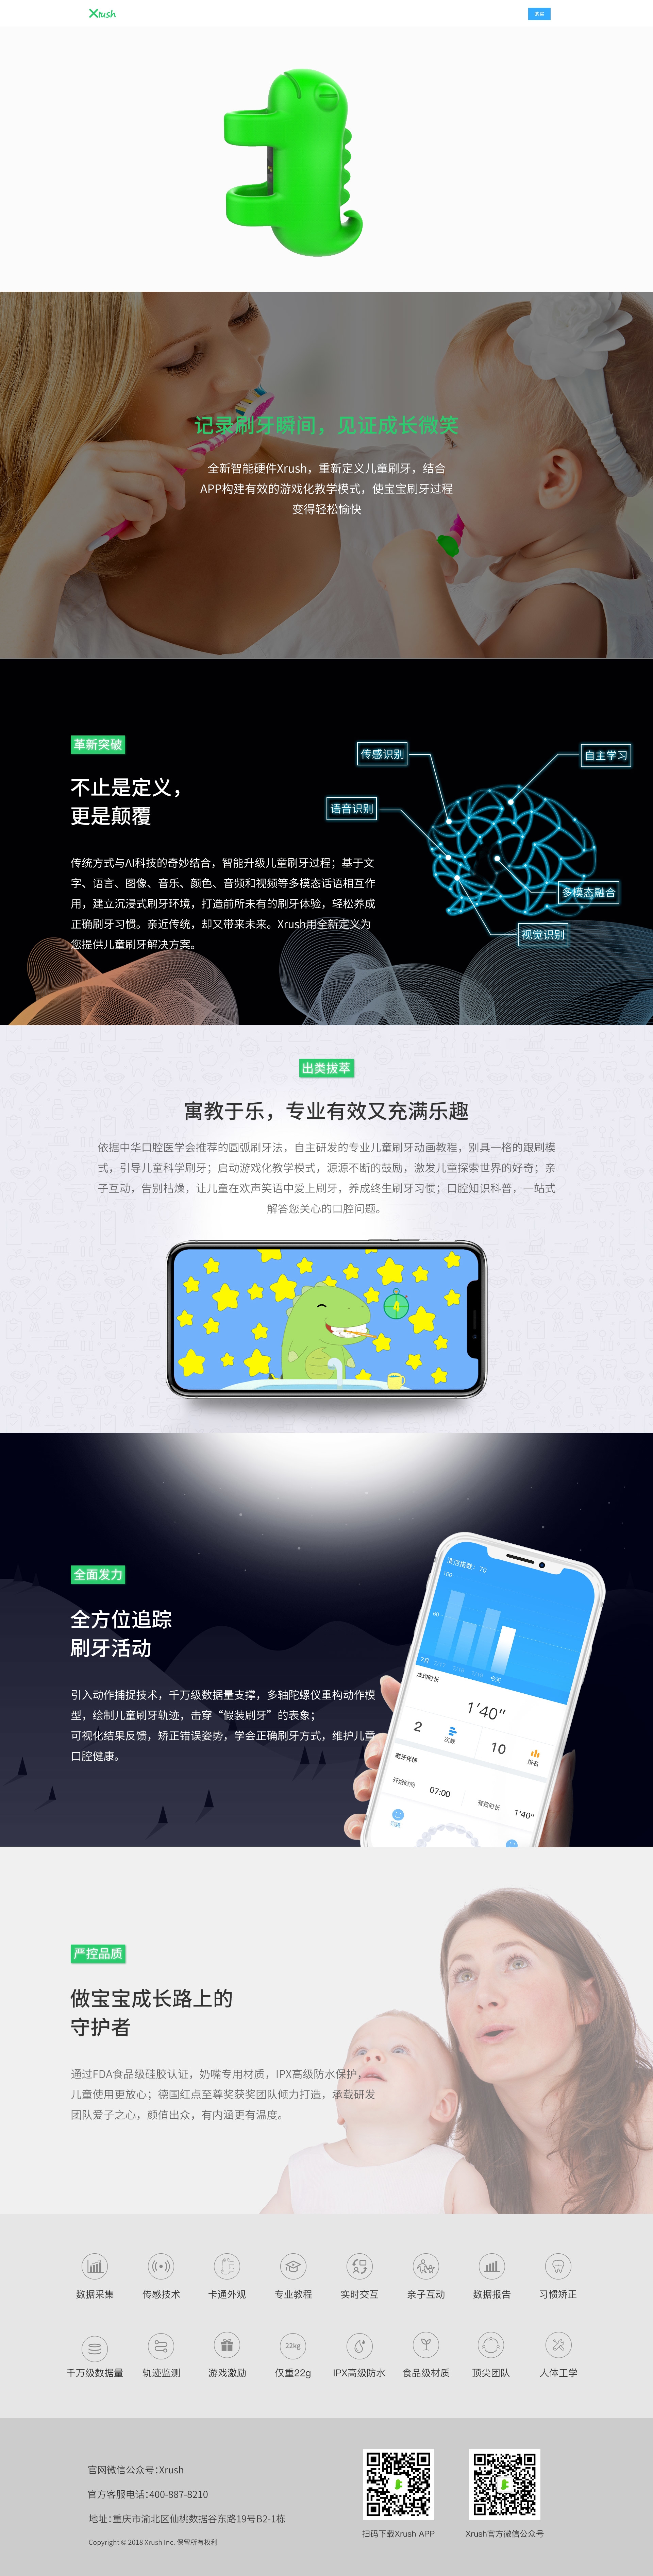 Xrush
购买
记录刷牙瞬间，见证成长微笑
全新智能硬件Xrush，重新定义儿童刷牙，结合
APP构建有效的游戏化教学模式，使宝宝刷牙过程
变得轻松愉快
革新突破
不止是定义，
更是颠覆
传统方式与AI科技的奇妙结合，智能升级儿童刷牙过程；基于文
字、语言、图像、音乐、颜色、音频和视频等多模态话语相互作
用，建立沉浸式刷牙环境，打造前所未有的刷牙体验，轻松养成
正确刷牙习惯。亲近传统，却又带来未来。Xrush用全新定义为
您提供儿童刷牙解决方案。
传感识别
自主学习
语音识别
多模态融合
视觉识别
出类拔萃
寓教于乐，专业有效又充满乐趣
依据中华口腔医学会推荐的圆弧刷牙法，自主研发的专业儿童刷牙动画教程，别具一格的跟刷模
式，引导儿童科学刷牙；启动游戏化教学模式，源源不断的鼓励，激发儿童探索世界的好奇；亲
子互动，告别枯燥，让儿童在欢声笑语中爱上刷牙，养成终生刷牙习惯；口腔知识科普，一站式
解答您关心的口腔问题。
4
全面发力
全方位追踪
刷牙活动
引入动作捕捉技术，千万级数据量支撑，多轴陀螺仪重构动作模
型，绘制儿童刷牙轨迹，击穿“假装刷牙”的表象；
可视化结果反馈，矫正错误姿势，学会正确刷牙方式，维护儿童
口腔健康。
清洁指数：70
100
60
7月
今天
次均时长
1'40"
2
次数
10
排名
刷牙详情
开始时间
07:00
有效时长
1'40"
严控品质
做宝宝成长路上的
守护者
通过FDA食品级硅胶认证，奶嘴专用材质，IPX高级防水保护，
儿童使用更放心；德国红点至尊奖获奖团队倾力打造，承载研发
团队爱子之心，颜值出众，有内涵更有温度。
数据采集
传感技术
卡通外观
专业教程
实时交互
亲子互动
数据报告
习惯矫正
22kg
千万级数据量
轨迹监测
游戏激励
仅重22g
IPX高级防水
食品级材质
顶尖团队
人体工学
官网微信公众号：Xrush
官方客服电话：400-887-8210
地址：重庆市渝北区仙桃数据谷东路19号B2-1栋
Copyright © 2018 Xrush Inc. 保留所有权利
扫码下载Xrush APP
Xrush官方微信公众号